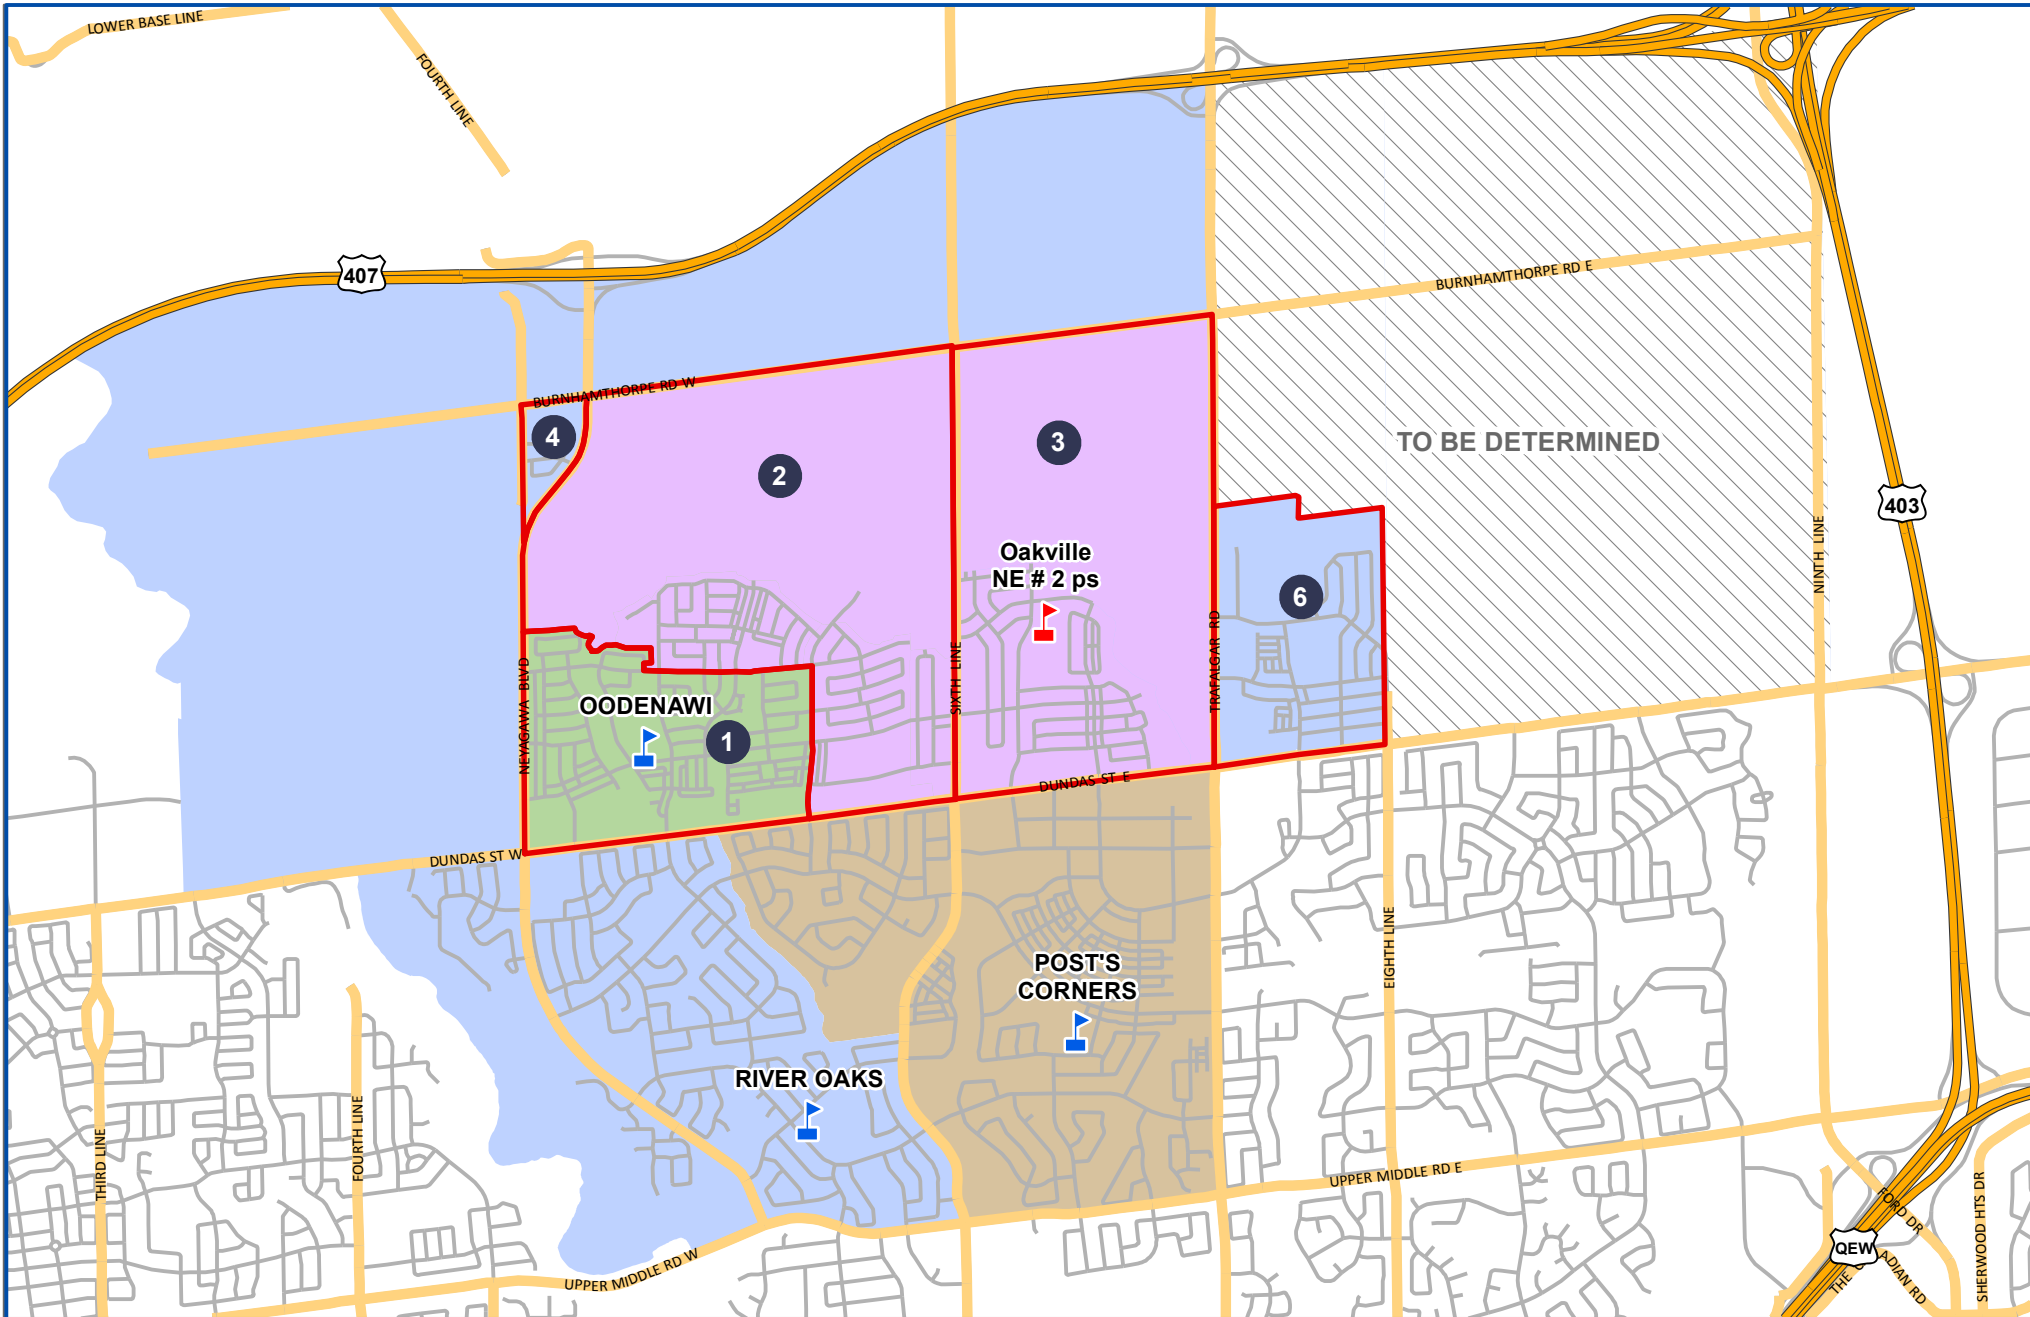 LOWER BASE LINE
FOURTH LINE
407
BURNHAMTHORPE RD E
BURNHAMTHORPE RD W
4
2
3
TO BE DETERMINED
403
Oakville
NE # 2 ps
6
NINTH LINE
NEYAGAWA BLVD
SIXTH LINE
TRAFALGAR RD
OODENAWI
1
DUNDAS ST E
DUNDAS ST W
POST'S
CORNERS
EIGHTH LINE
RIVER OAKS
THIRD LINE
FOURTH LINE
UPPER MIDDLE RD E
UPPER MIDDLE RD W
FORD DR
SHERWOOD HTS DR
QEW
THE
ADIAN RD